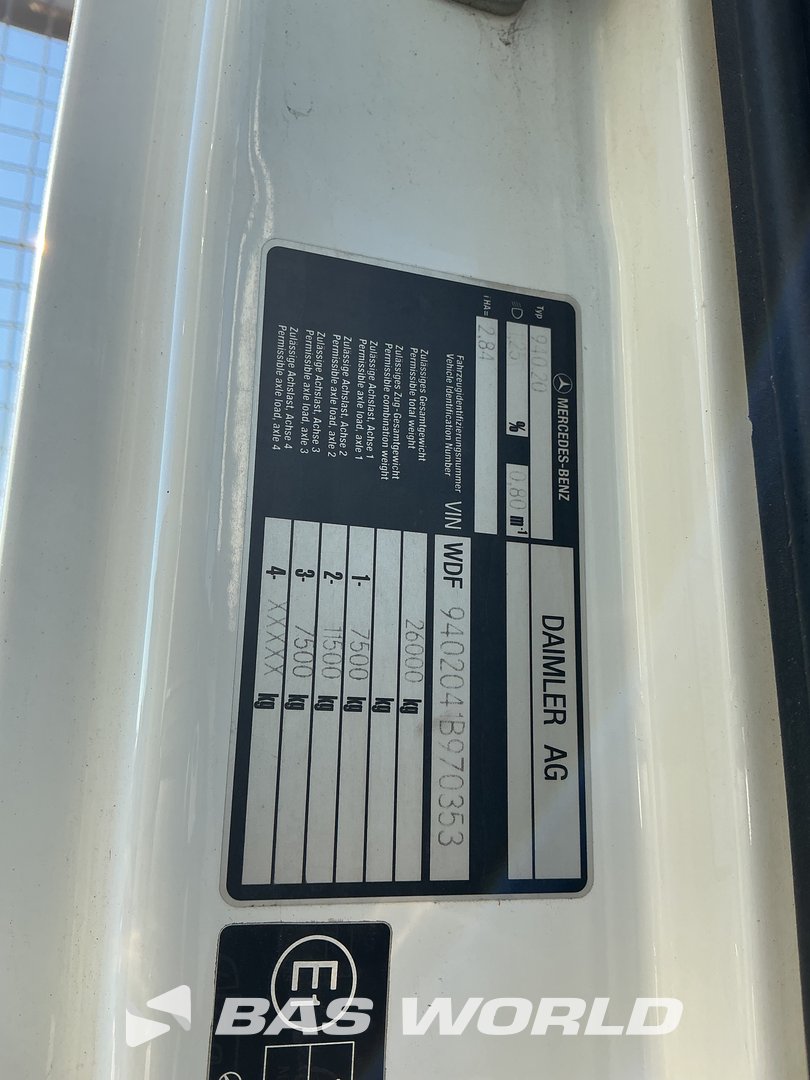 MERCEDES-BENZ
DAIMLER AG
Typ 940.20
.25 % 0,80 m-1
i HA= 2,84
Fahrzeugidentifizierungsnummer
Vehicle Identification Number VIN WDF 9402041B970353
Zulässiges Gesamtgewicht
Permissible total weight 26000 kg
Zulässiges Zug-Gesamtgewicht
Permissible combination weight kg
Zulässige Achslast, Achse 1
Permissible axle load, axle 1 1- 7500 kg
Zulässige Achslast, Achse 2
Permissible axle load, axle 2 2- 11500 kg
Zulässige Achslast, Achse 3
Permissible axle load, axle 3 3- 7500 kg
Zulässige Achslast, Achse 4
Permissible axle load, axle 4 4- XXXXX kg
E1
BAS WORLD